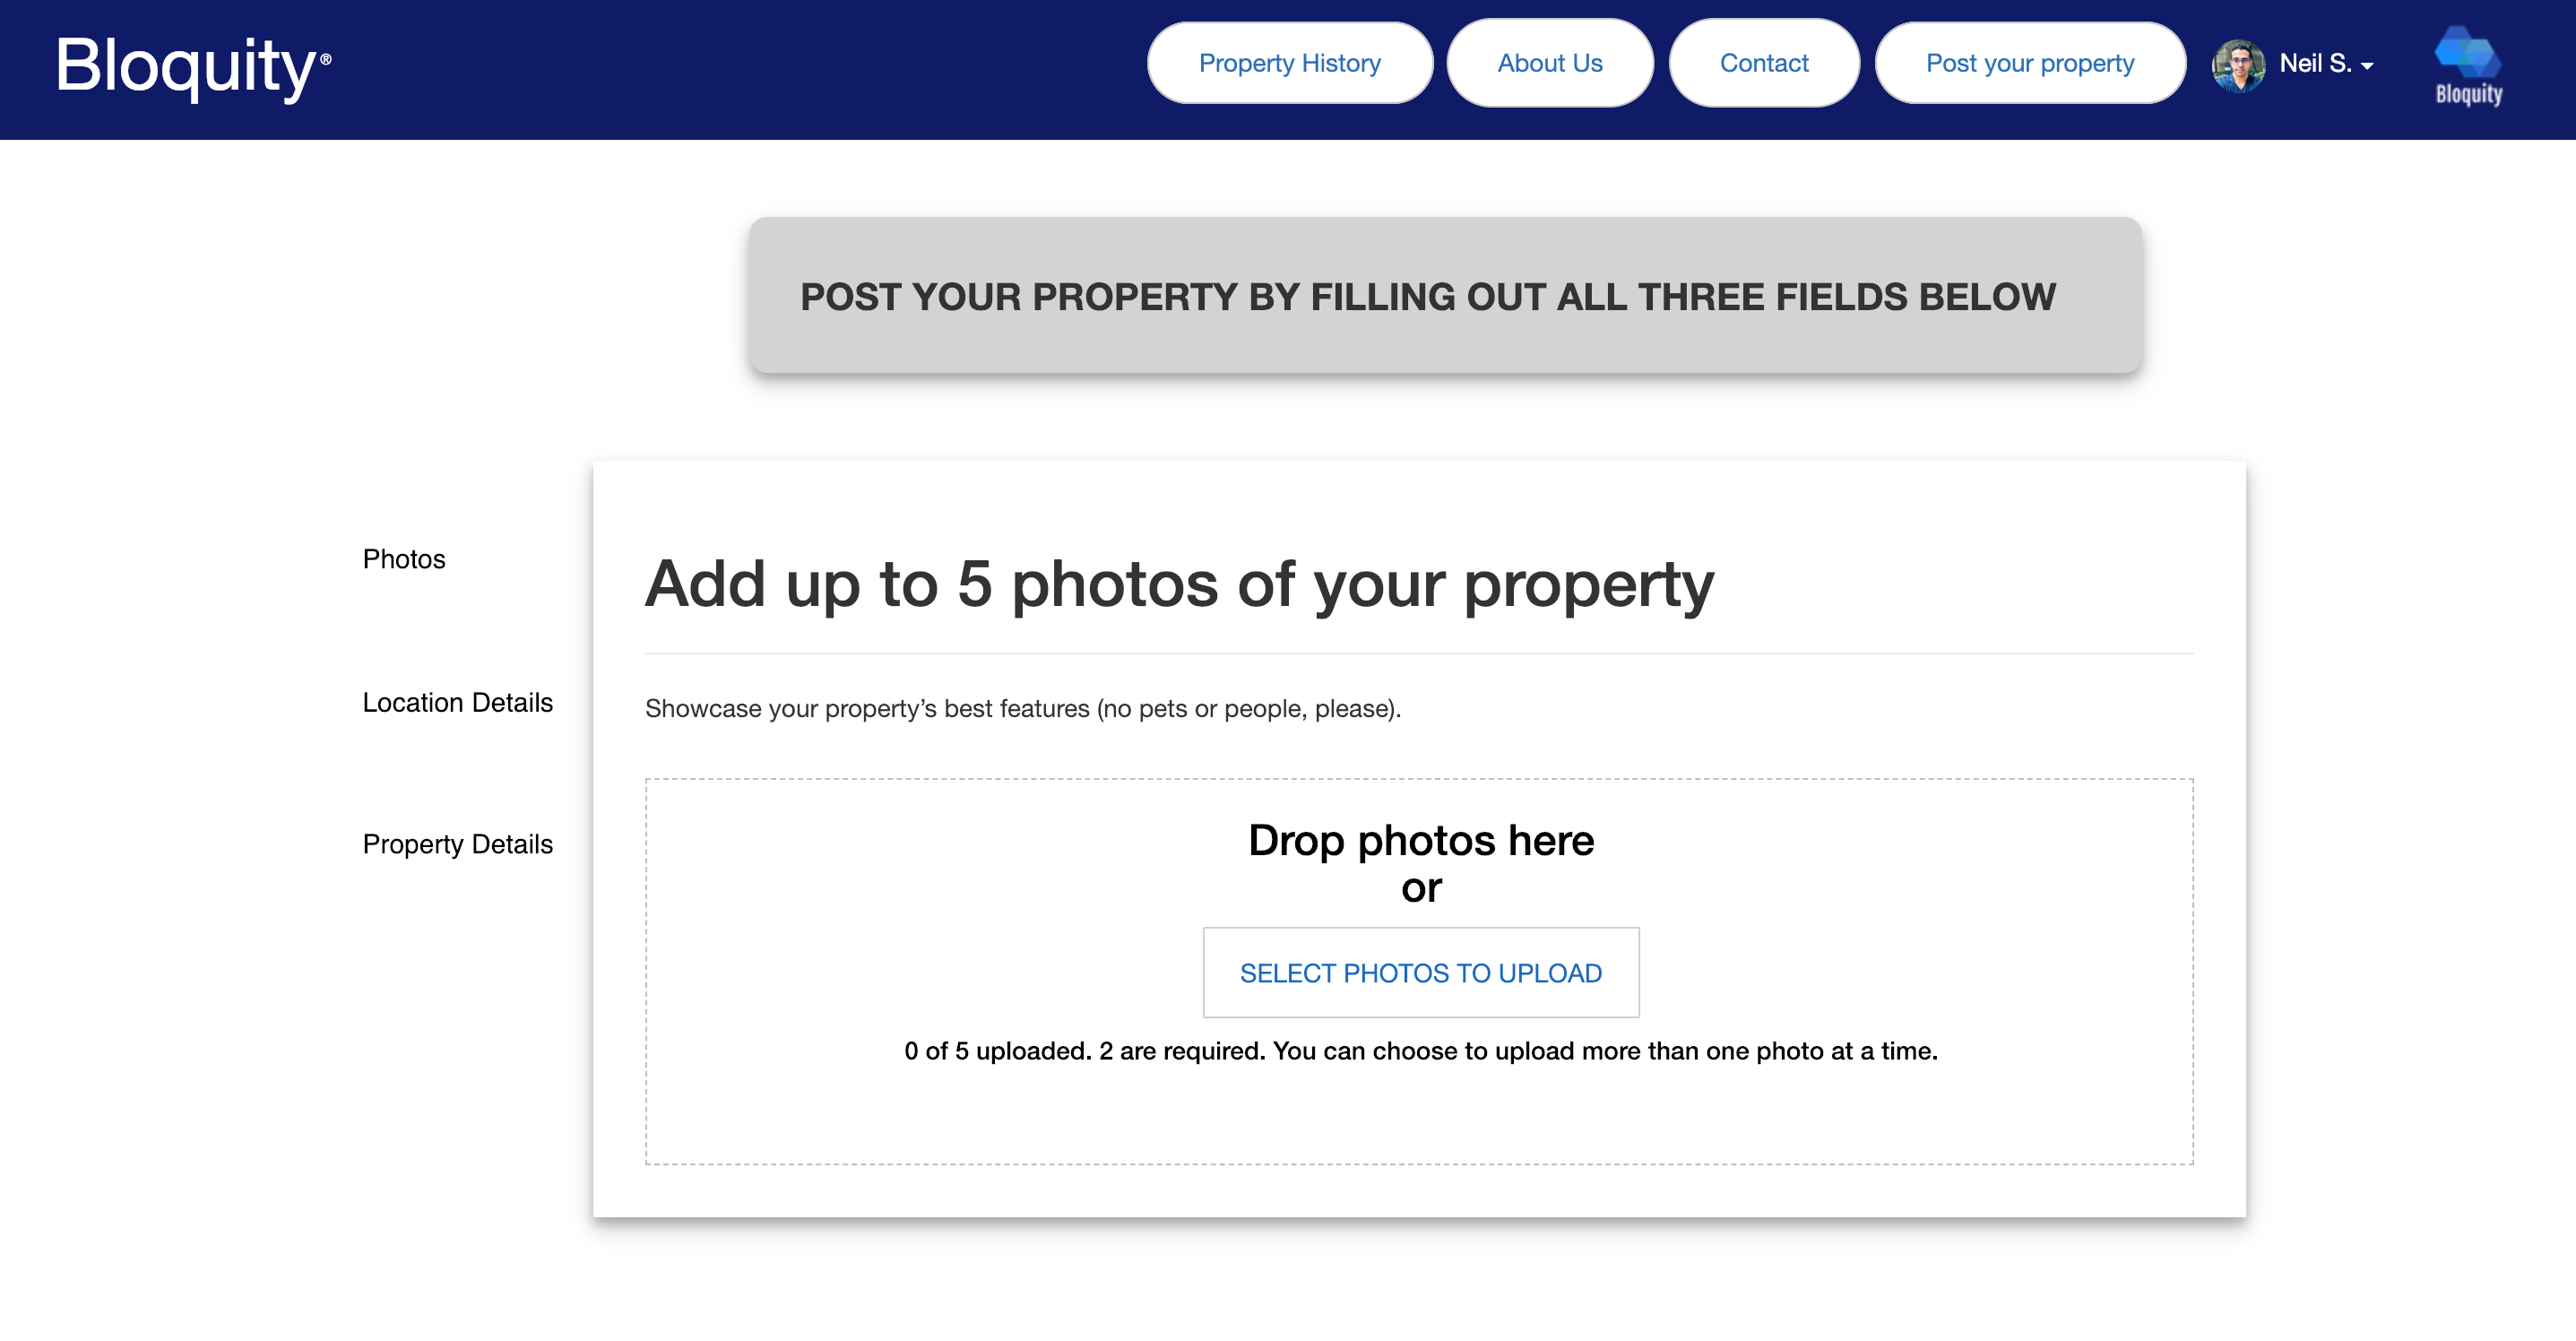 Bloquity®
Property History
About Us
Contact
Post your property
Neil S.
Bloquity
POST YOUR PROPERTY BY FILLING OUT ALL THREE FIELDS BELOW
Photos
Location Details
Property Details
Add up to 5 photos of your property
Showcase your property’s best features (no pets or people, please).
Drop photos here
or
SELECT PHOTOS TO UPLOAD
0 of 5 uploaded. 2 are required. You can choose to upload more than one photo at a time.